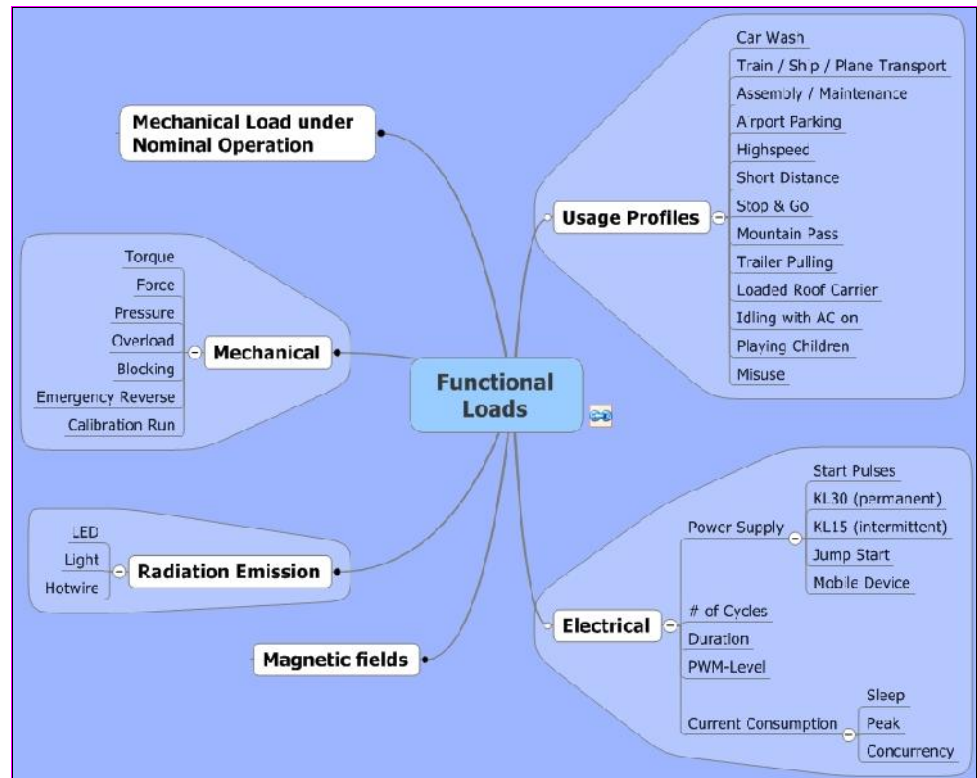 Mechanical Load under
Nominal Operation
Torque
Force
Pressure
Overload
Blocking
Emergency Reverse
Calibration Run
Mechanical
LED
Light
Hotwire
Radiation Emission
Magnetic fields
Functional
Loads
Usage Profiles
Car Wash
Train / Ship / Plane Transport
Assembly / Maintenance
Airport Parking
Highspeed
Short Distance
Stop & Go
Mountain Pass
Trailer Pulling
Loaded Roof Carrier
Idling with AC on
Playing Children
Misuse
Electrical
Power Supply
Start Pulses
KL30 (permanent)
KL15 (intermittent)
Jump Start
Mobile Device
# of Cycles
Duration
PWM-Level
Current Consumption
Sleep
Peak
Concurrency